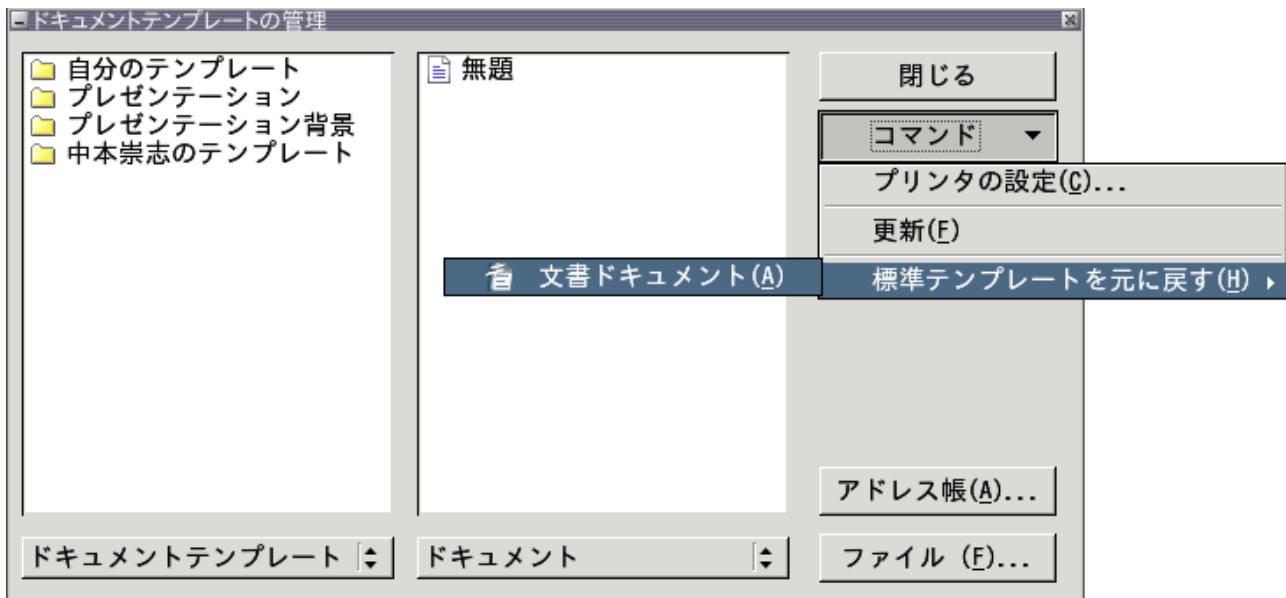 ドキュメントテンプレートの管理
自分のテンプレート
プレゼンテーション
プレゼンテーション背景
中本崇志のテンプレート
無題
閉じる
コマンド
プリンタの設定(C)...
更新(F)
標準テンプレートを元に戻す(H)
文書ドキュメント(A)
アドレス帳(A)...
ドキュメントテンプレート
ドキュメント
ファイル (F)...